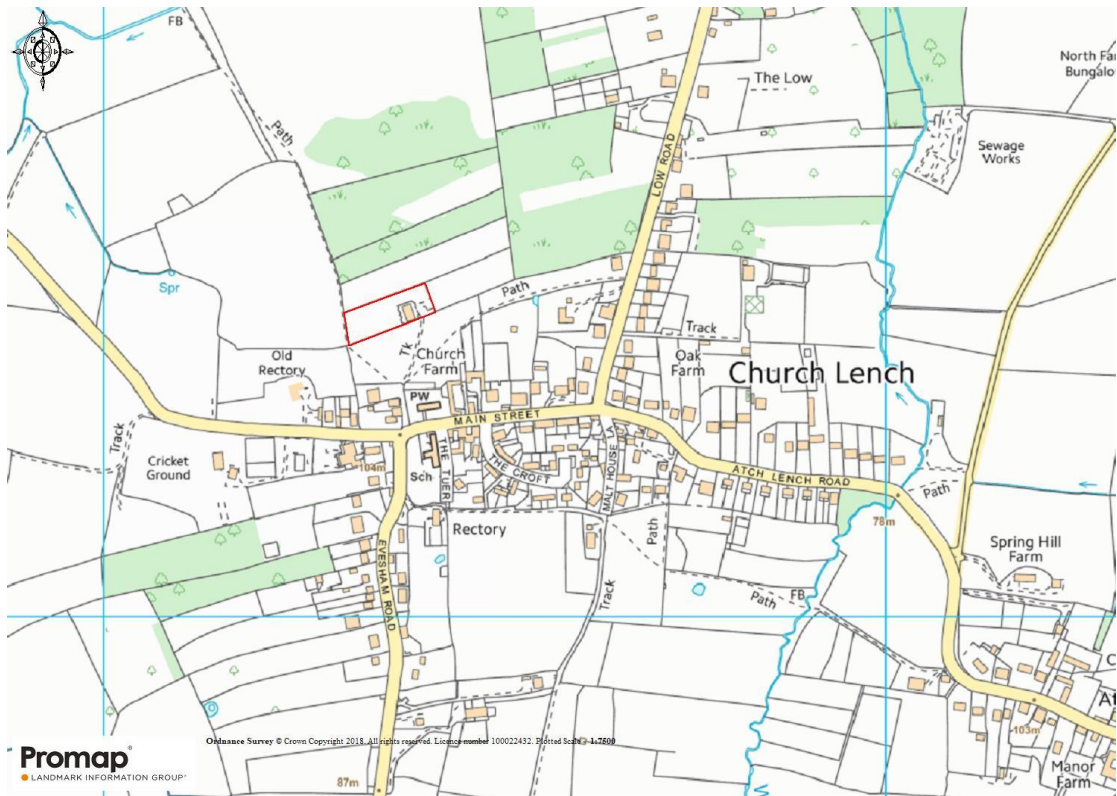 FB
Path
The Low
North Far
Bungalow
Sewage
Works
LOW ROAD
Spr
Path
Tk
Church
Farm
Old
Rectory
Track
Oak
Farm
Church Lench
PW
MAIN STREET
Track
Cricket
Ground
104m
Sch
THE TUER
THE CROFT
MALT HOUSE
ATCH LENCH ROAD
Path
78m
Rectory
Path
Spring Hill
Farm
EVESHAM ROAD
Track
Path
FB
At
103m
Manor
Farm
87m
Ordnance Survey © Crown Copyright 2018. All rights reserved. Licence number 100022432. Plotted Scale - 1:7500
Promap
LANDMARK INFORMATION GROUP